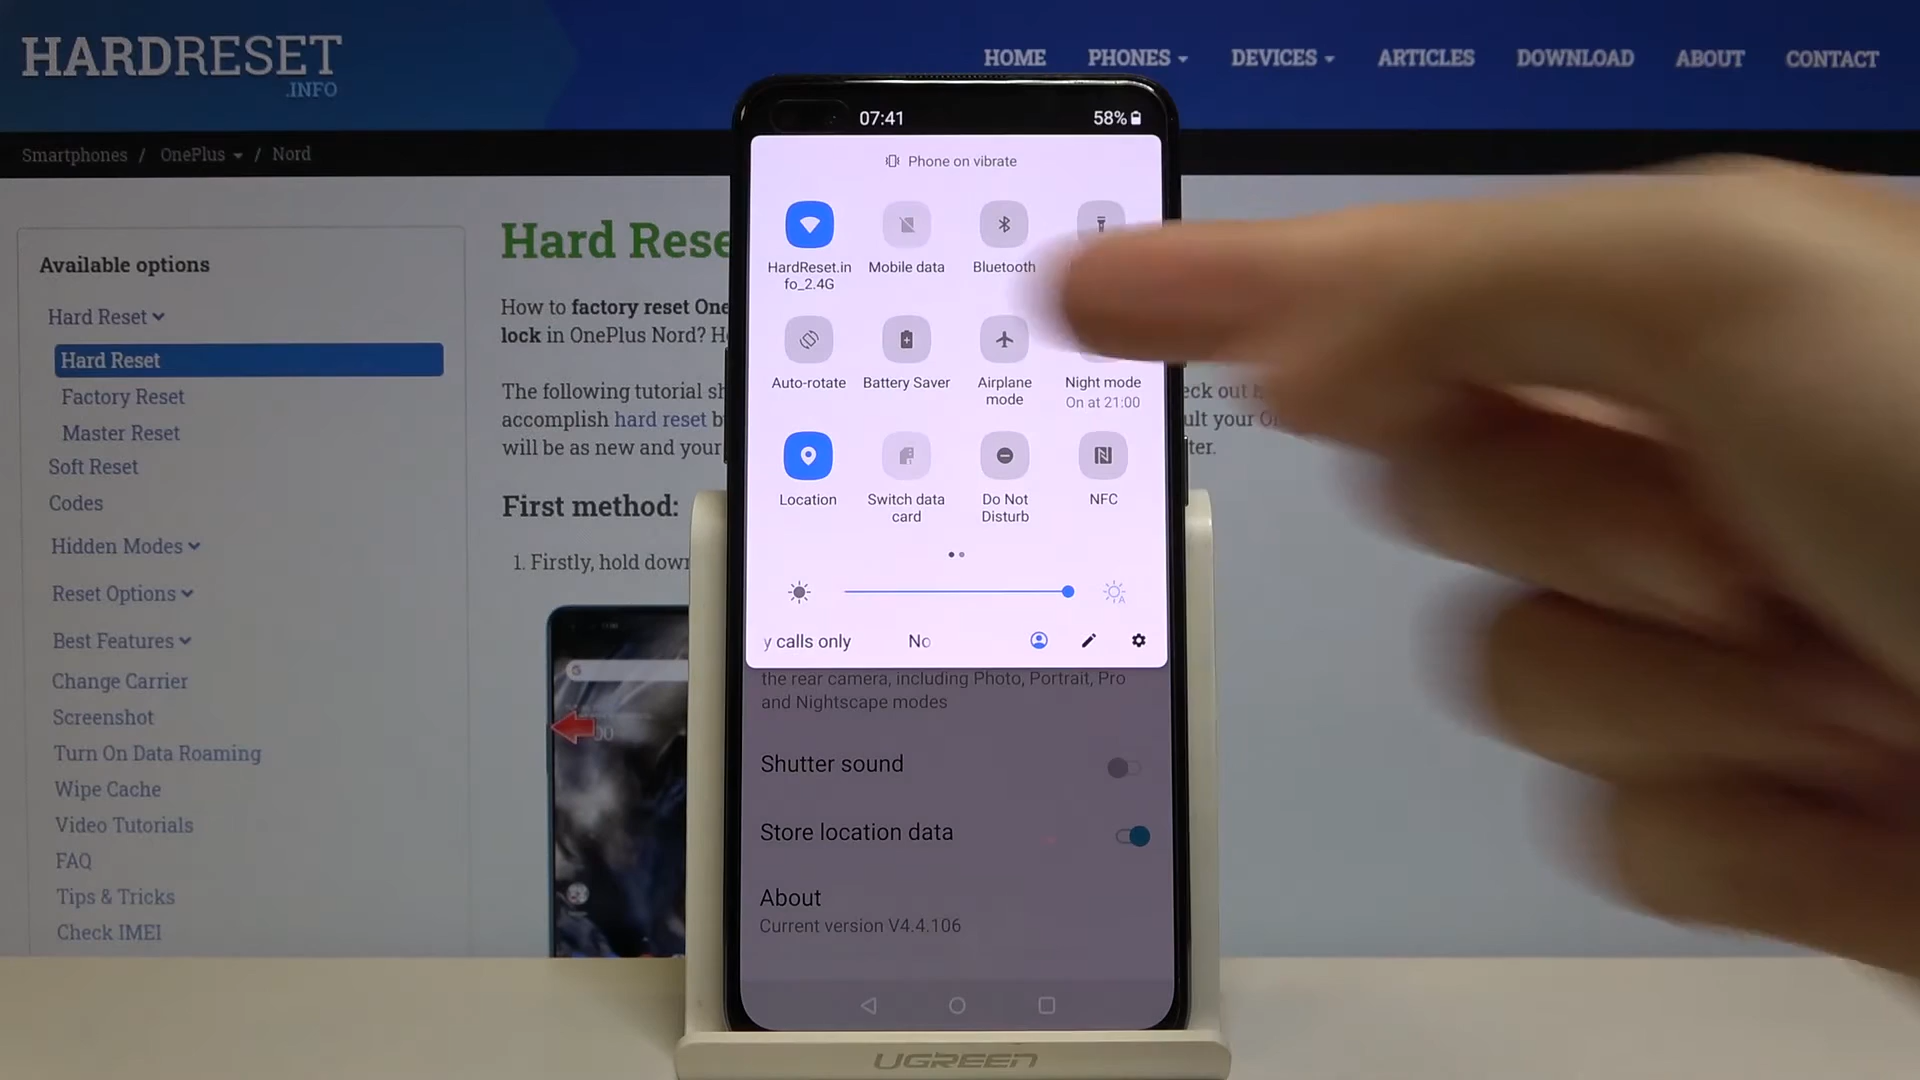 HARDRESET
.INFO
HOME PHONES DEVICES ARTICLES DOWNLOAD ABOUT CONTACT
Smartphones / OnePlus / Nord
Available options
Hard Reset
Hard Reset
Factory Reset
Master Reset
Soft Reset
Codes
Hidden Modes
Reset Options
Best Features
Change Carrier
Screenshot
Turn On Data Roaming
Wipe Cache
Video Tutorials
FAQ
Tips & Tricks
Check IMEI
Hard Rese
How to factory reset One
lock in OnePlus Nord? H
The following tutorial sh
accomplish hard reset b
will be as new and your
eck out
ult your O
ter.
First method:
1. Firstly, hold down
07:41 58%
Phone on vibrate
HardReset.in
fo_2.4G
Mobile data
Bluetooth
Auto-rotate
Battery Saver
Airplane
mode
Night mode
On at 21:00
Location
Switch data
card
Do Not
Disturb
NFC
y calls only No
the rear camera, including Photo, Portrait, Pro
and Nightscape modes
Shutter sound
Store location data
About
Current version V4.4.106
UGREEN